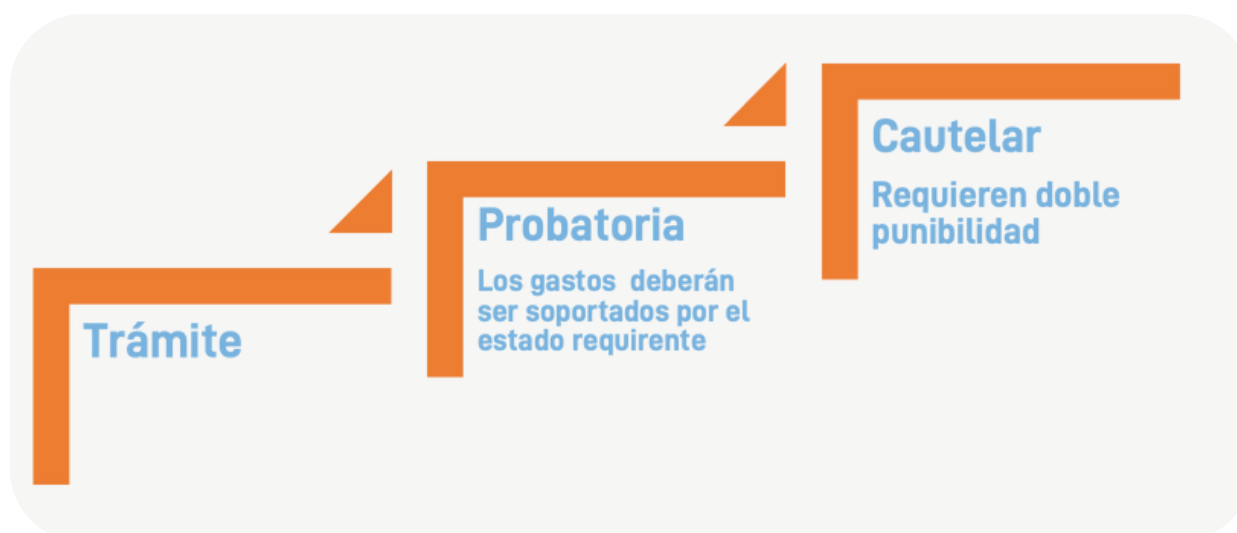 Trámite
Probatoria
Los gastos  deberán
ser soportados por el
estado requirente
Cautelar
Requieren doble
punibilidad